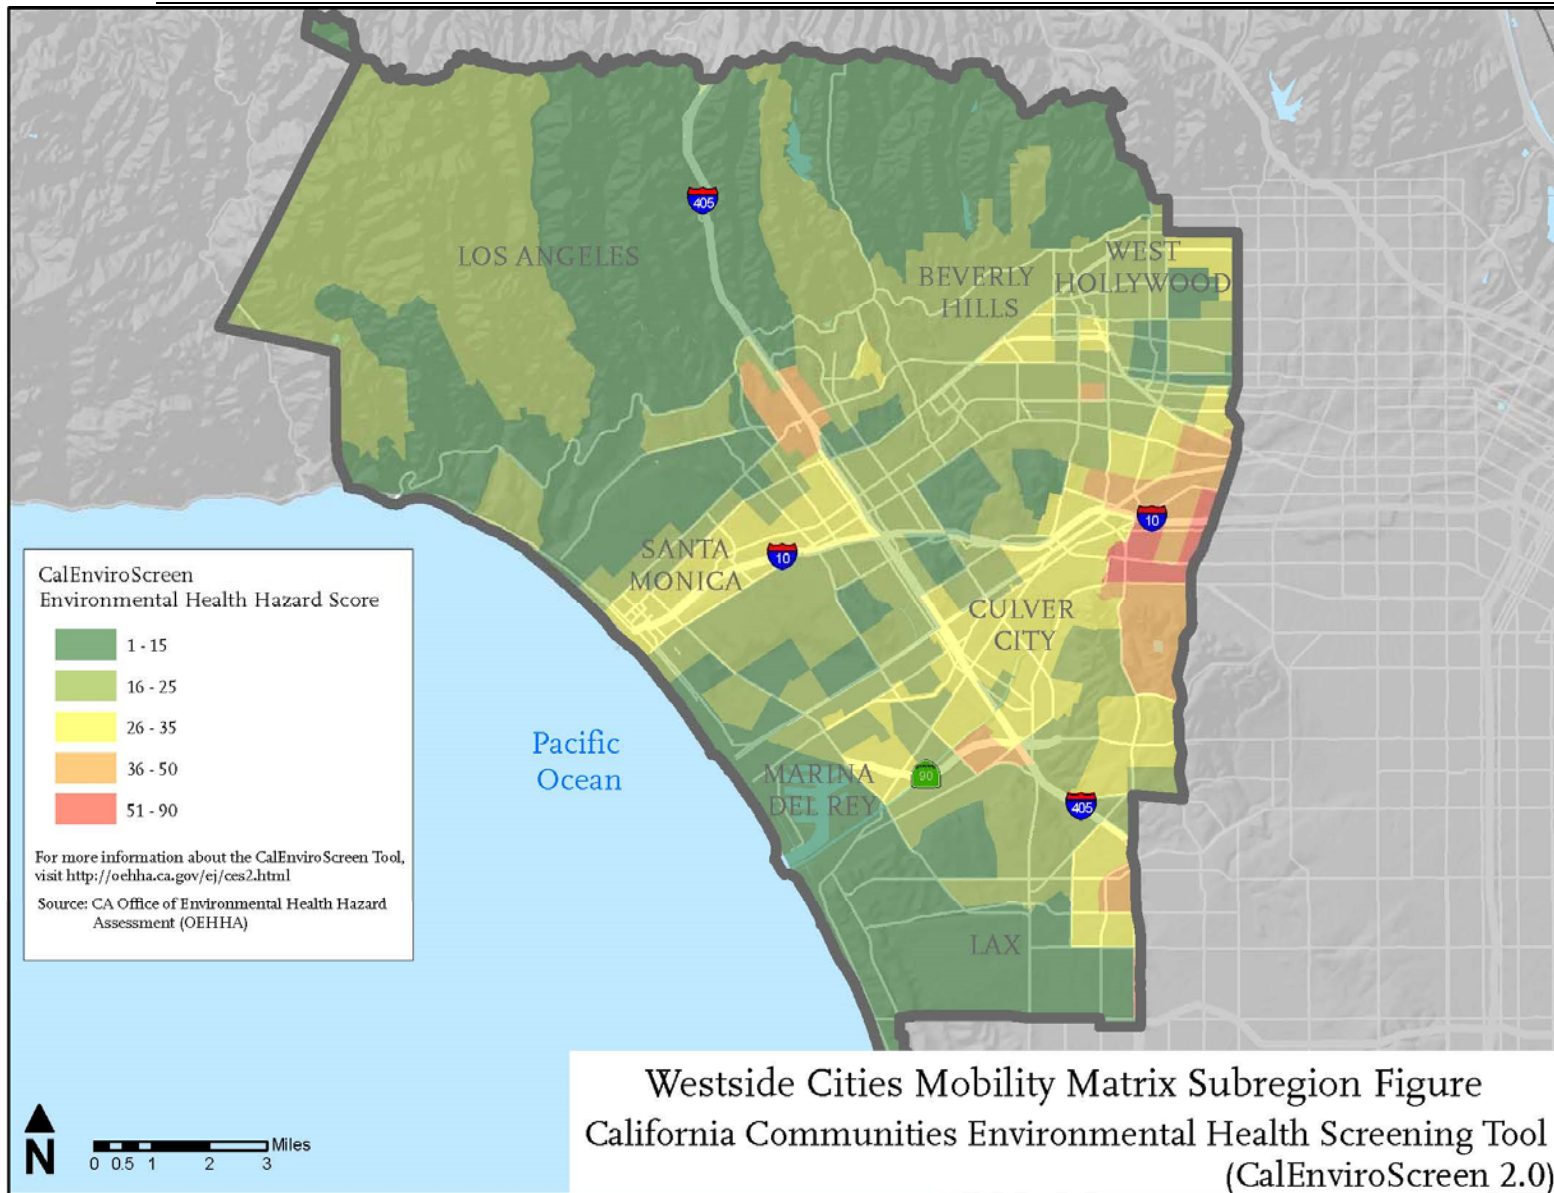 405
LOS ANGELES
WEST
HOLLYWOOD
BEVERLY
HILLS
10
SANTA
MONICA
10
CULVER
CITY
Pacific
Ocean
MARINA
DEL REY
90
405
LAX
CalEnviroScreen
Environmental Health Hazard Score
1 - 15
16 - 25
26 - 35
36 - 50
51 - 90
For more information about the CalEnviroScreen Tool,
visit http://oehha.ca.gov/ej/ces2.html
Source: CA Office of Environmental Health Hazard
Assessment (OEHHA)
N
Miles
0 0.5 1 2 3
Westside Cities Mobility Matrix Subregion Figure
California Communities Environmental Health Screening Tool
(CalEnviroScreen 2.0)